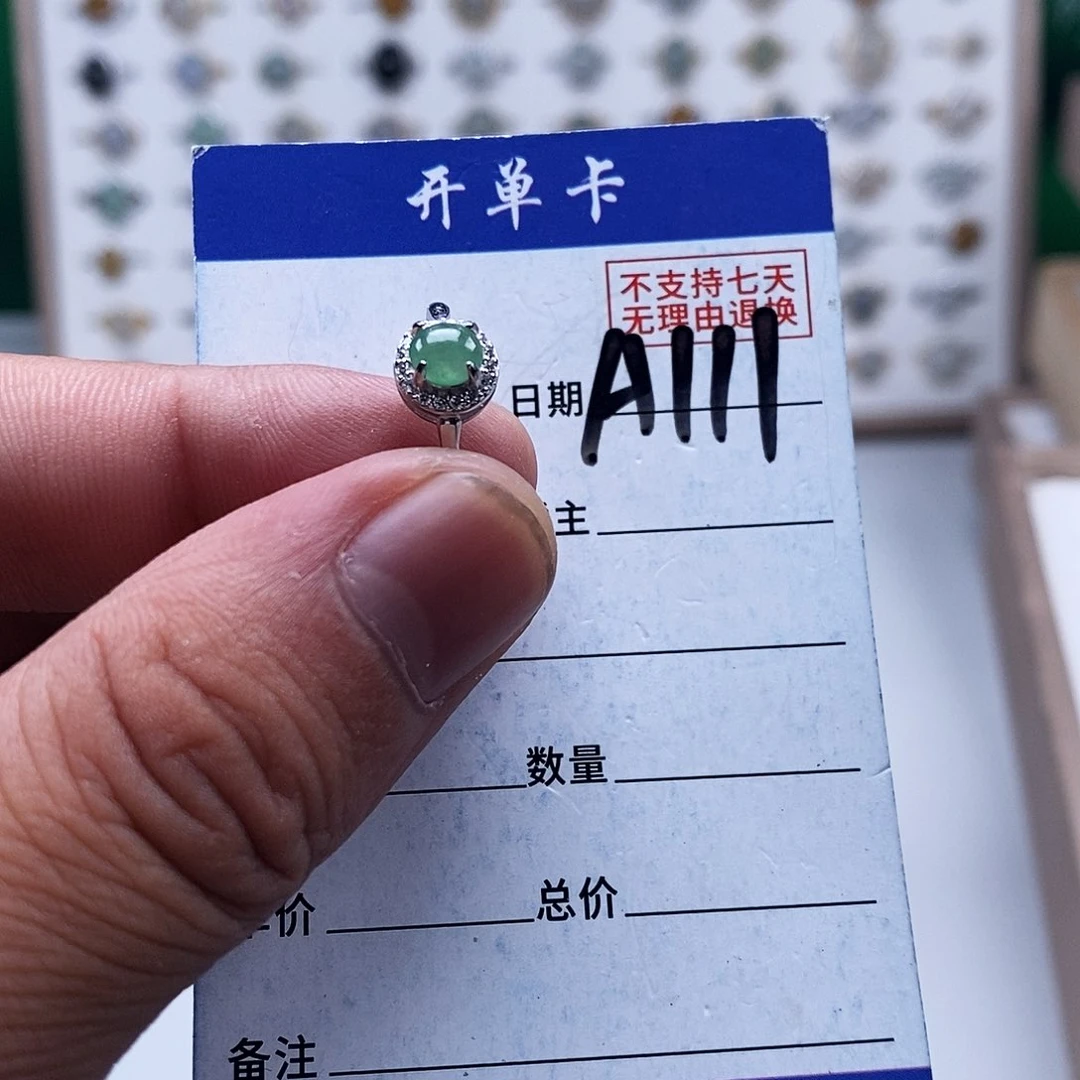 开单卡
不支持七天
无理由退换
日期 A111
主
数量
价 总价
备注